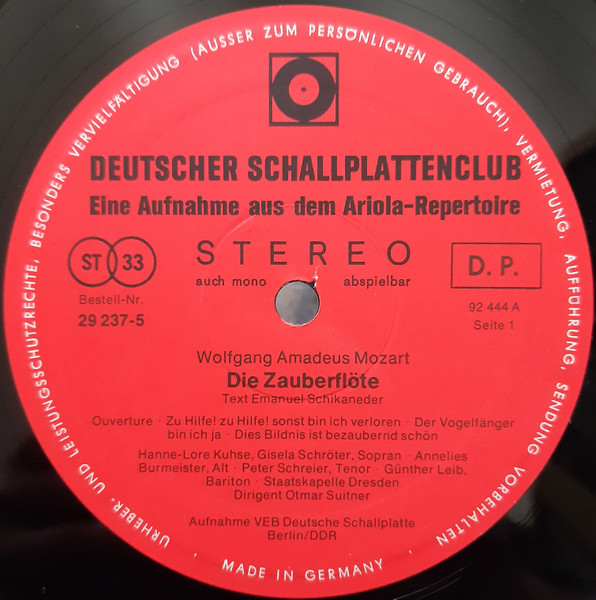 URHEBER- UND LEISTUNGSSCHUTZRECHTE, BESONDERS VERVIELFÄLTIGUNG (AUSSER ZUM PERSÖNLICHEN GEBRAUCH), VERMIETUNG, AUFFÜHRUNG, SENDUNG VORBEHALTEN
DEUTSCHER SCHALLPLATTENCLUB
Eine Aufnahme aus dem Ariola-Repertoire
ST 33
STEREO
D. P.
auch mono abspielbar
Bestell-Nr.
29 237-5
92 444 A
Seite 1
Wolfgang Amadeus Mozart
Die Zauberflöte
Text Emanuel Schikaneder
Ouverture · Zu Hilfe! zu Hilfe! sonst bin ich verloren · Der Vogelfänger
bin ich ja · Dies Bildnis ist bezaubernd schön
Hanne-Lore Kuhse, Gisela Schröter, Sopran · Annelies
Burmeister, Alt · Peter Schreier, Tenor · Günther Leib,
Bariton · Staatskapelle Dresden
Dirigent Otmar Suitner
Aufnahme VEB Deutsche Schallplatte
Berlin/DDR
· MADE IN GERMANY ·